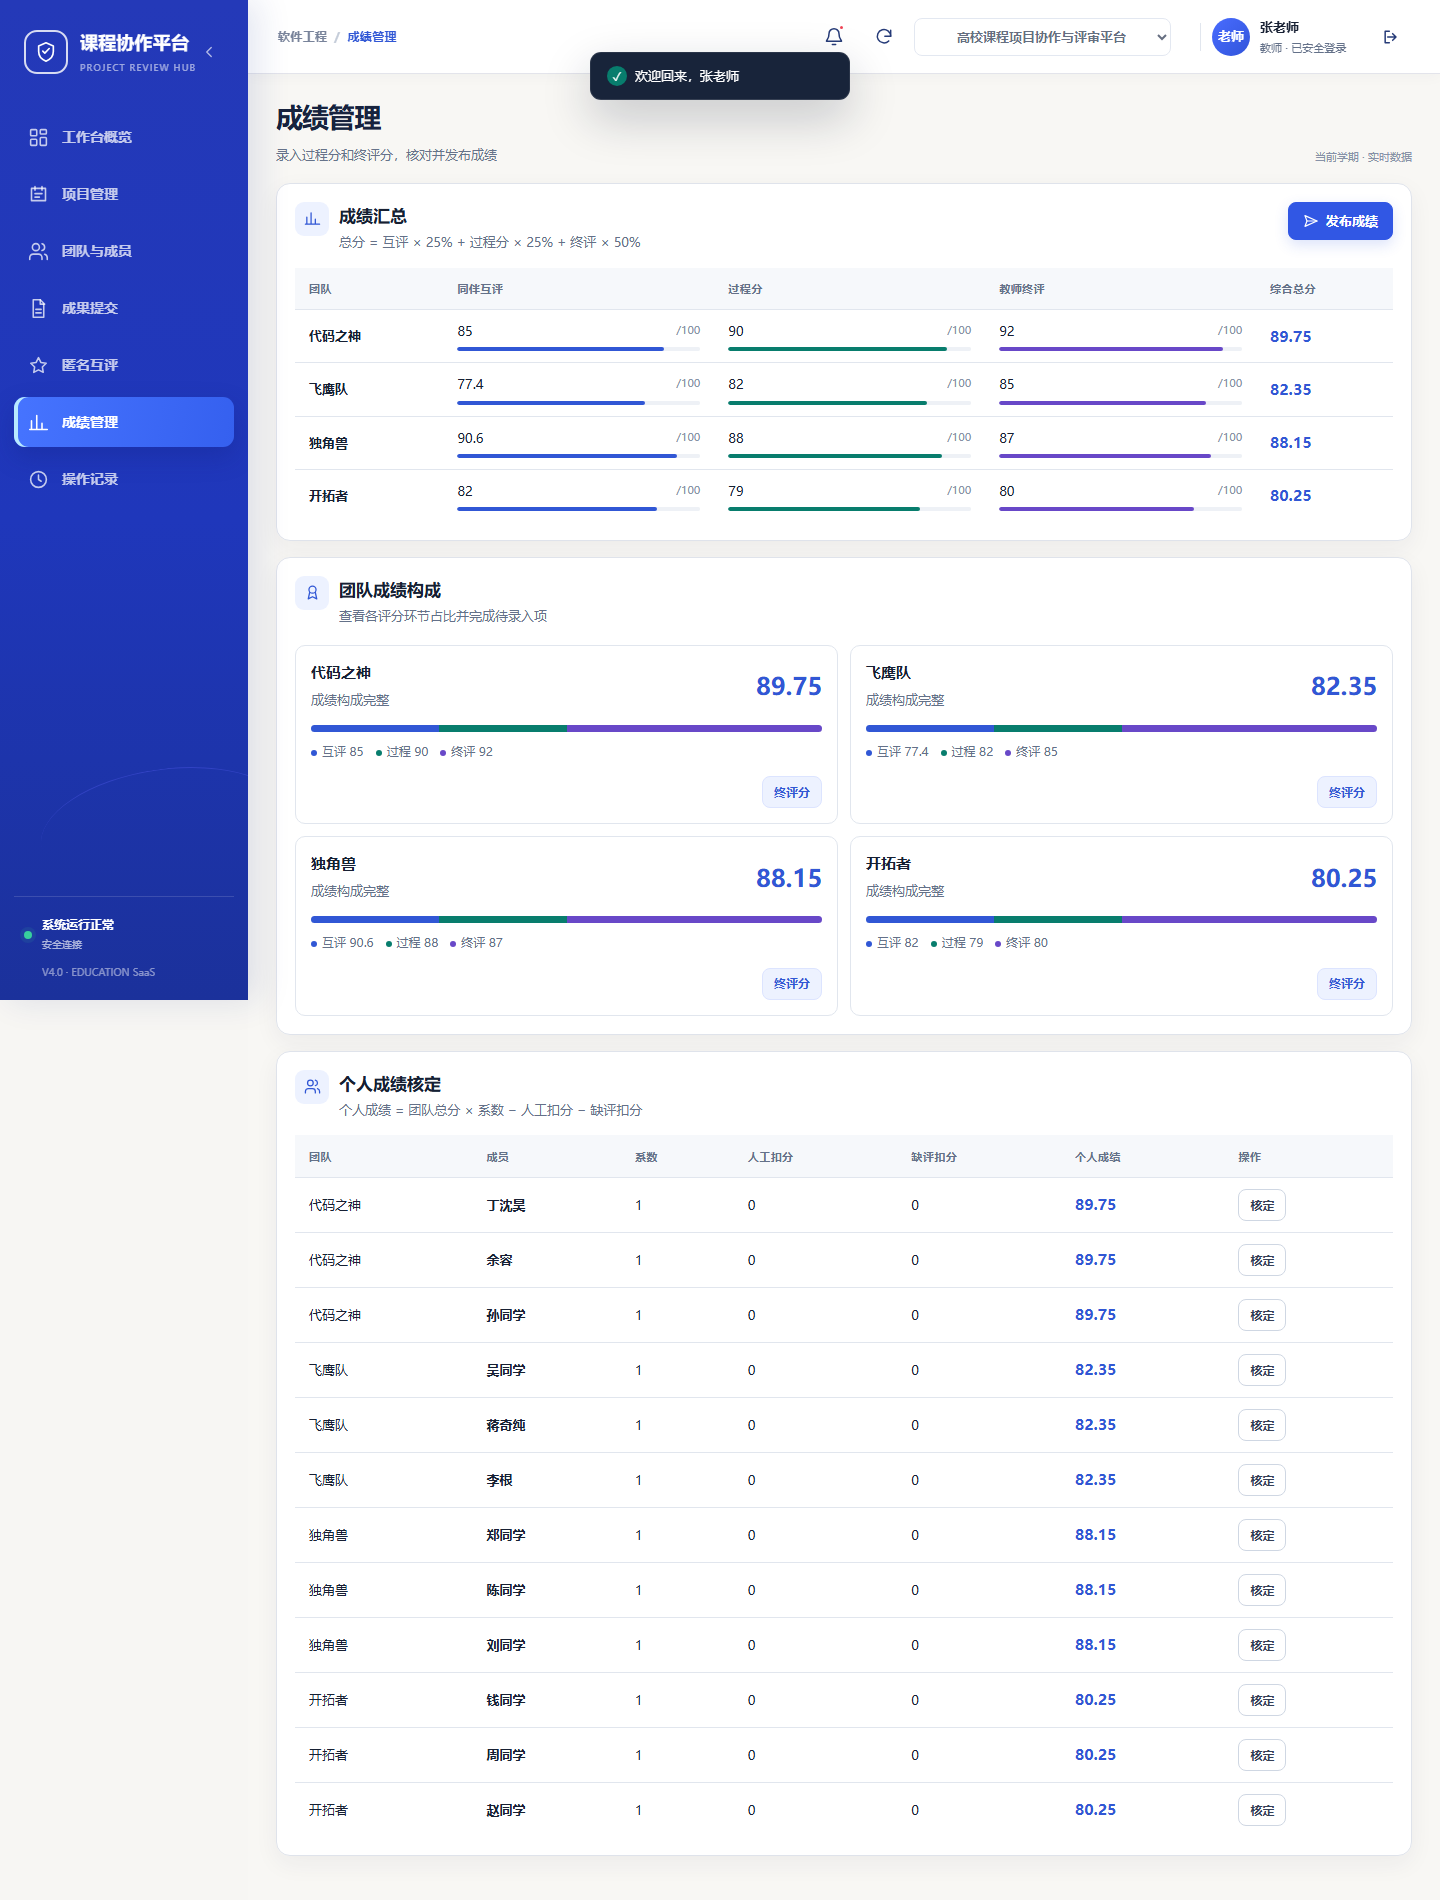 课程协作平台
PROJECT REVIEW HUB
工作台概览
项目管理
团队与成员
成果提交
匿名互评
成绩管理
操作记录
系统运行正常
安全连接
V4.0 · EDUCATION SaaS
软件工程 / 成绩管理
高校课程项目协作与评审平台
老师
张老师
教师 · 已安全登录
欢迎回来，张老师
成绩管理
录入过程分和终评分，核对并发布成绩
当前学期 · 实时数据
成绩汇总
总分 = 互评 × 25% + 过程分 × 25% + 终评 × 50%
发布成绩
团队 同伴互评 过程分 教师终评 综合总分
代码之神 85 /100 90 /100 92 /100 89.75
飞鹰队 77.4 /100 82 /100 85 /100 82.35
独角兽 90.6 /100 88 /100 87 /100 88.15
开拓者 82 /100 79 /100 80 /100 80.25
团队成绩构成
查看各评分环节占比并完成待录入项
代码之神
成绩构成完整
89.75
互评 85 过程 90 终评 92
终评分
飞鹰队
成绩构成完整
82.35
互评 77.4 过程 82 终评 85
终评分
独角兽
成绩构成完整
88.15
互评 90.6 过程 88 终评 87
终评分
开拓者
成绩构成完整
80.25
互评 82 过程 79 终评 80
终评分
个人成绩核定
个人成绩 = 团队总分 × 系数 − 人工扣分 − 缺评扣分
团队 成员 系数 人工扣分 缺评扣分 个人成绩 操作
代码之神 丁沈昊 1 0 0 89.75 核定
代码之神 余容 1 0 0 89.75 核定
代码之神 孙同学 1 0 0 89.75 核定
飞鹰队 吴同学 1 0 0 82.35 核定
飞鹰队 蒋奇纯 1 0 0 82.35 核定
飞鹰队 李根 1 0 0 82.35 核定
独角兽 郑同学 1 0 0 88.15 核定
独角兽 陈同学 1 0 0 88.15 核定
独角兽 刘同学 1 0 0 88.15 核定
开拓者 钱同学 1 0 0 80.25 核定
开拓者 周同学 1 0 0 80.25 核定
开拓者 赵同学 1 0 0 80.25 核定